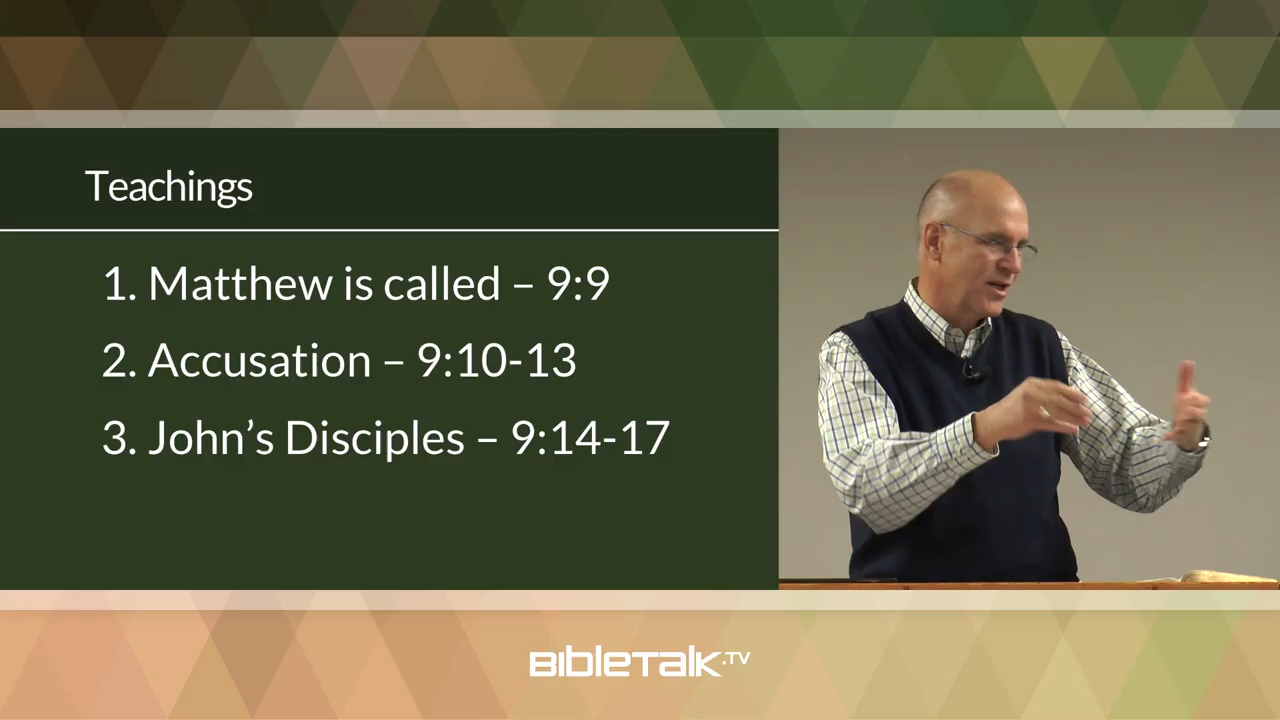 Teachings
1. Matthew is called – 9:9
2. Accusation – 9:10-13
3. John’s Disciples – 9:14-17
BIBLETALK.TV